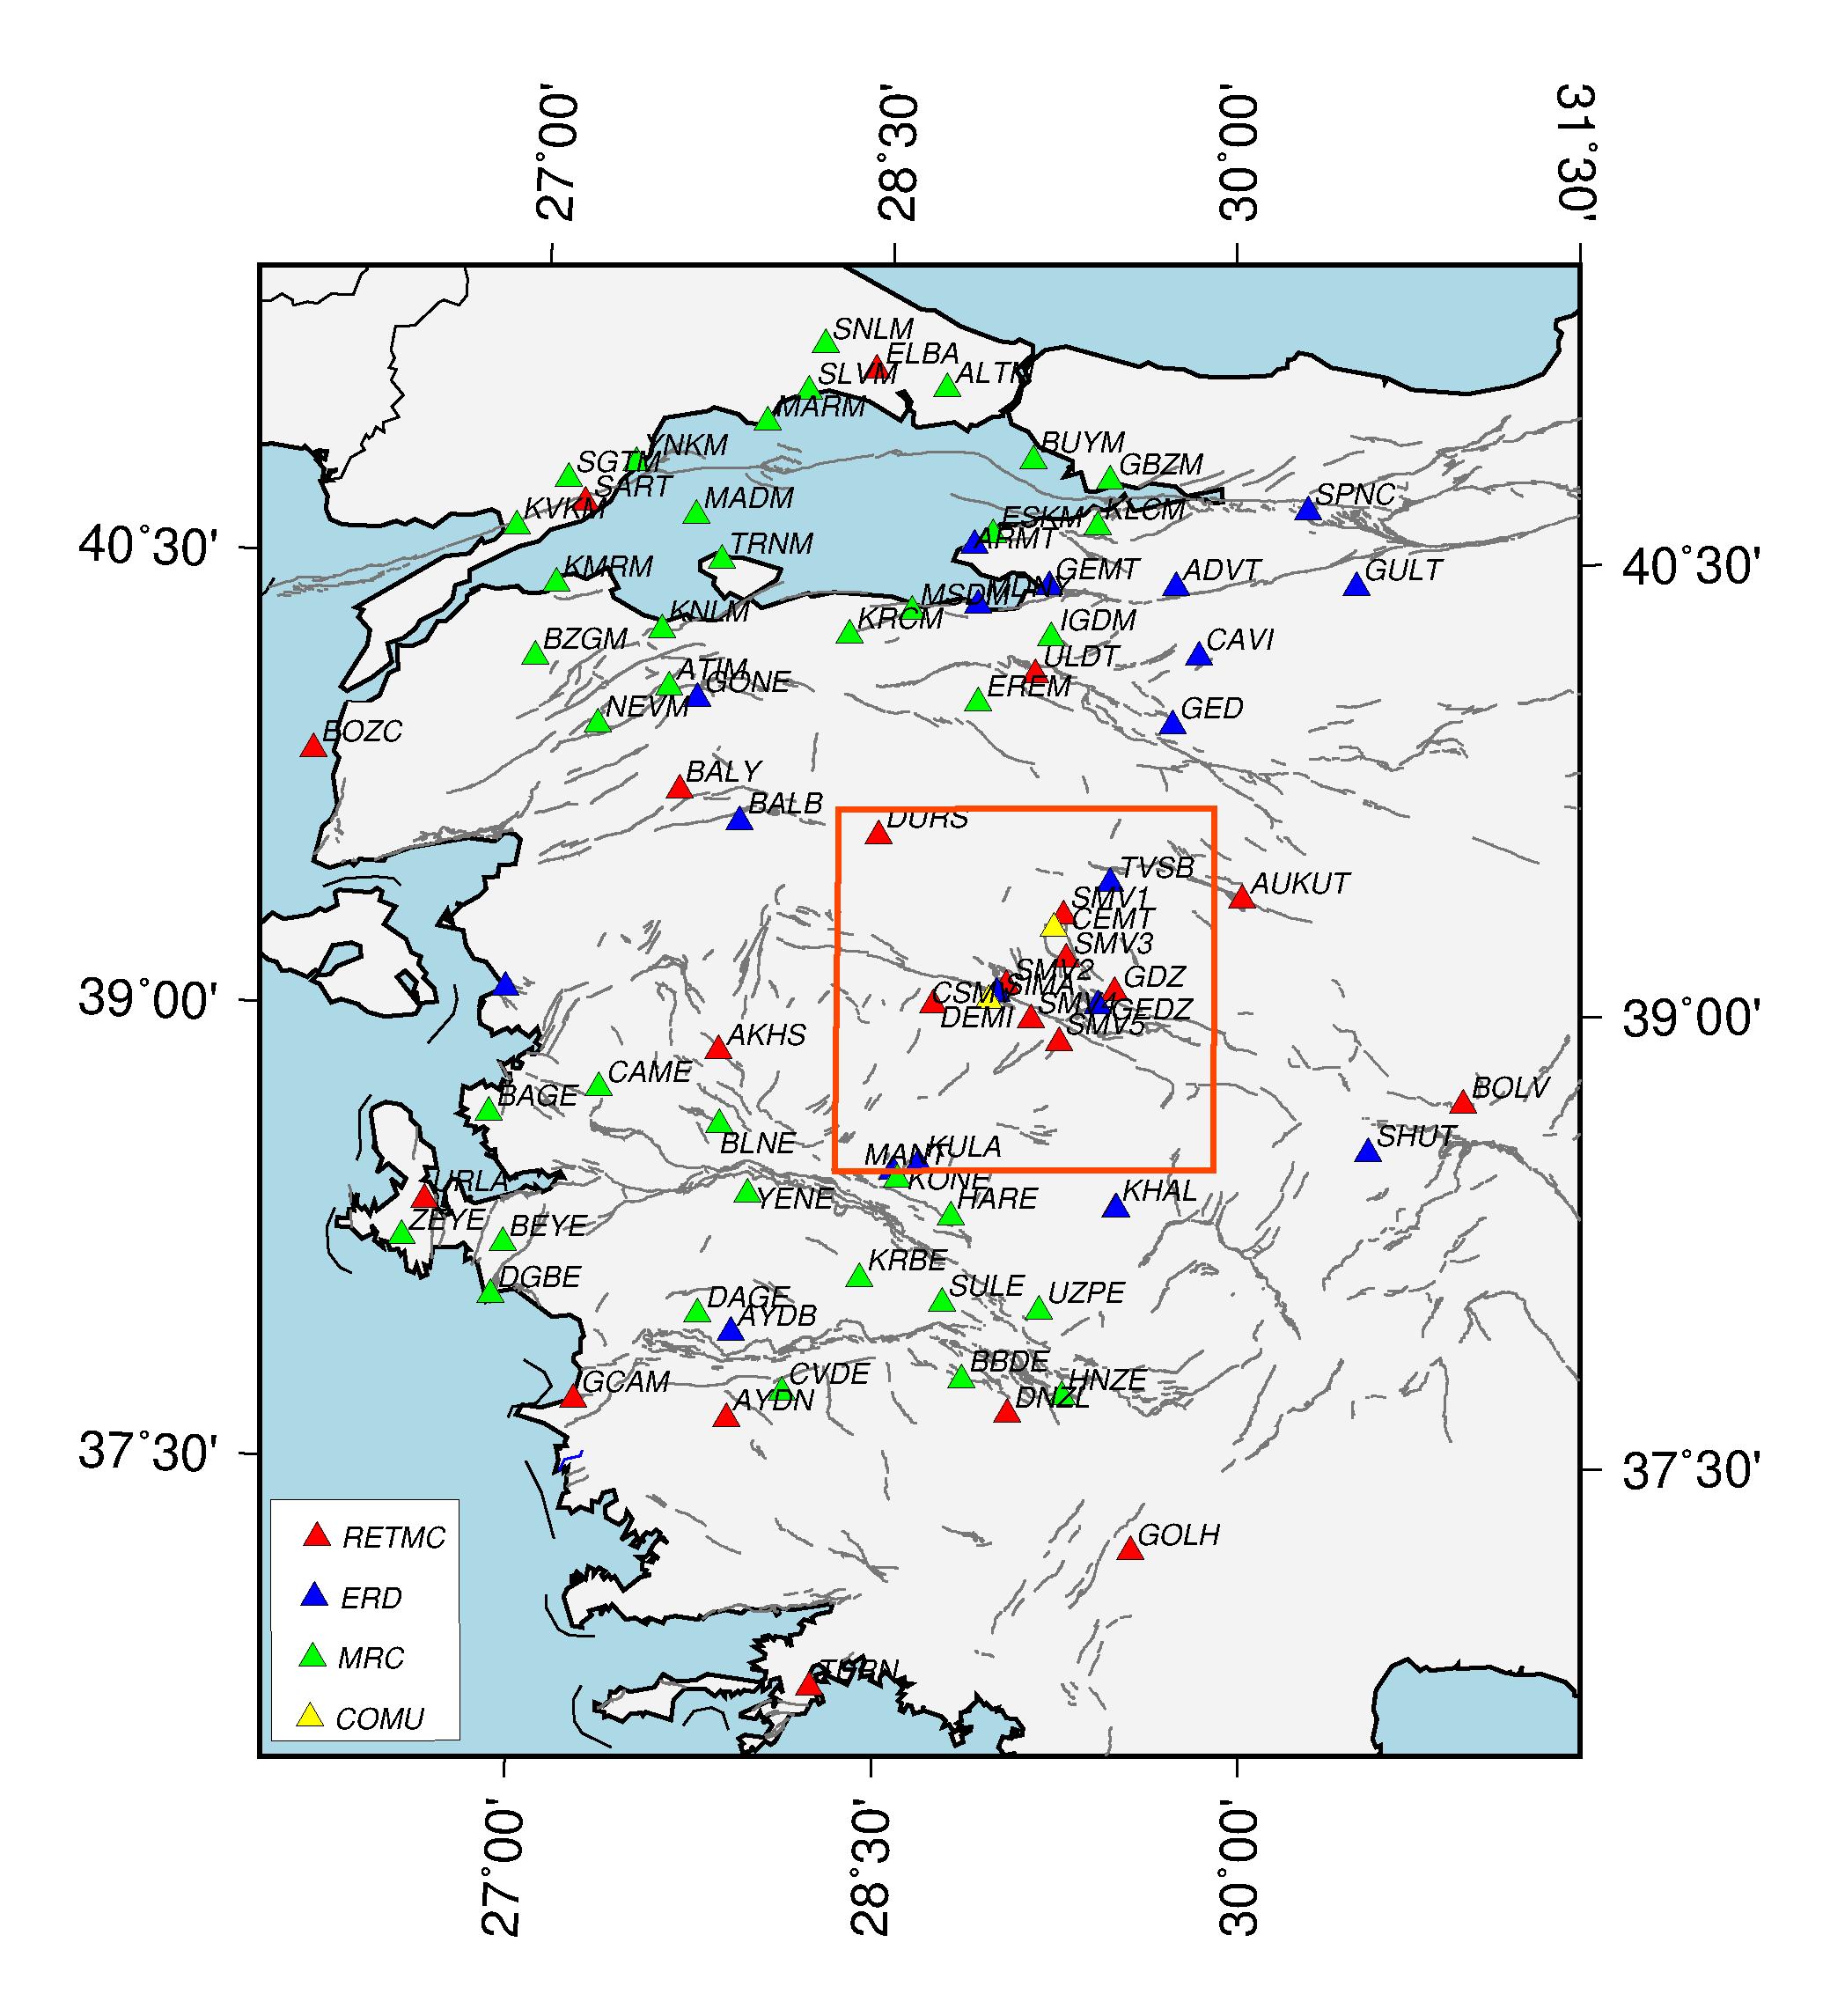 27°00'
28°30'
30°00'
31°30'
SNLM
ELBA
SLVM
ALTN
MARM
YNKM
BUYM
SGTM
GBZM
SART
MADM
SPNC
KVKM
ESKM
KLCM
ARMT
TRNM
40°30'
40°30'
KMRM
GEMT
ADVT
GULT
MSDM
MDNY
KNLM
KRCM
IGDM
BZGM
CAVI
ULDT
ATIM
GONE
EREM
NEVM
GED
BOZC
BALY
BALB
DURS
TVSB
AUKUT
SMV1
CEMT
SMV3
SMV2
GDZ
SIMA
CSMT
39°00'
39°00'
SMV4
GEDZ
DEMI
SMV5
AKHS
CAME
BAGE
BOLV
BLNE
SHUT
KULA
MANT
KONE
URLA
YENE
HARE
KHAL
ZEYE
BEYE
KRBE
DGBE
SULE
UZPE
DAGE
AYDB
BBDE
CVDE
HNZE
GCAM
AYDN
DNZL
37°30'
37°30'
GOLH
RETMC
ERD
MRC
COMU
27°00'
28°30'
30°00'